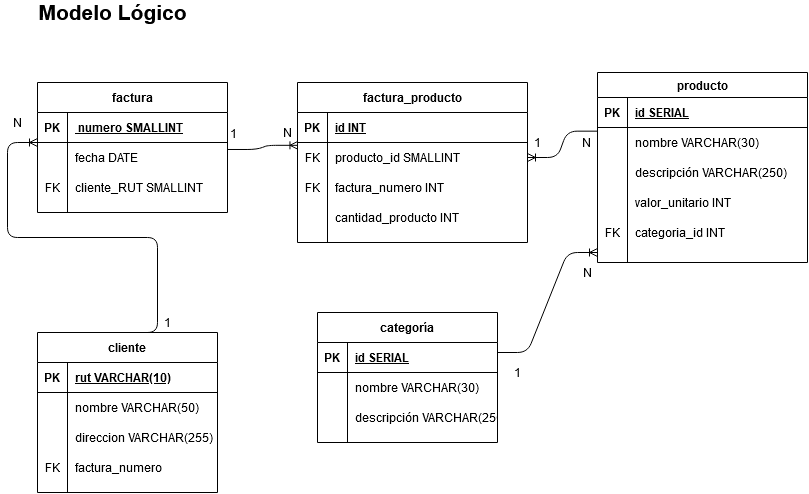 Modelo Lógico
factura
PK numero SMALLINT
fecha DATE
FK cliente_RUT SMALLINT
N
1
factura_producto
PK id INT
FK producto_id SMALLINT
FK factura_numero INT
cantidad_producto INT
N
1
producto
PK id SERIAL
nombre VARCHAR(30)
descripción VARCHAR(250)
valor_unitario INT
FK categoria_id INT
N
N
1
cliente
PK rut VARCHAR(10)
nombre VARCHAR(50)
direccion VARCHAR(255)
FK factura_numero
categoría
PK id SERIAL
nombre VARCHAR(30)
descripción VARCHAR(25
1